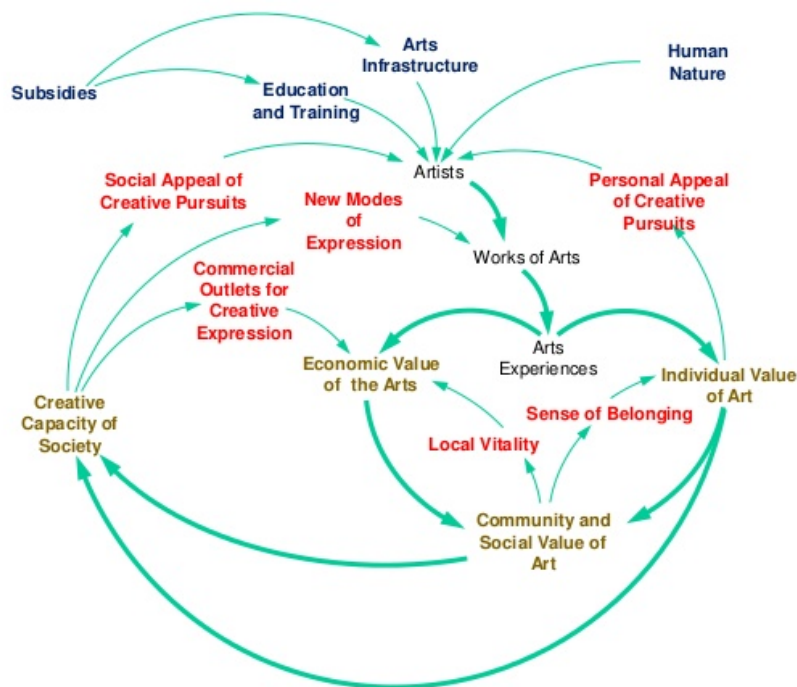 Arts
Infrastructure
Human
Nature
Subsidies
Education
and Training
Artists
Social Appeal of
Creative Pursuits
Personal Appeal
of Creative
Pursuits
New Modes
of
Expression
Works of Arts
Commercial
Outlets for
Creative
Expression
Arts
Experiences
Economic Value
of the Arts
Individual Value
of Art
Creative
Capacity of
Society
Sense of Belonging
Local Vitality
Community and
Social Value of
Art